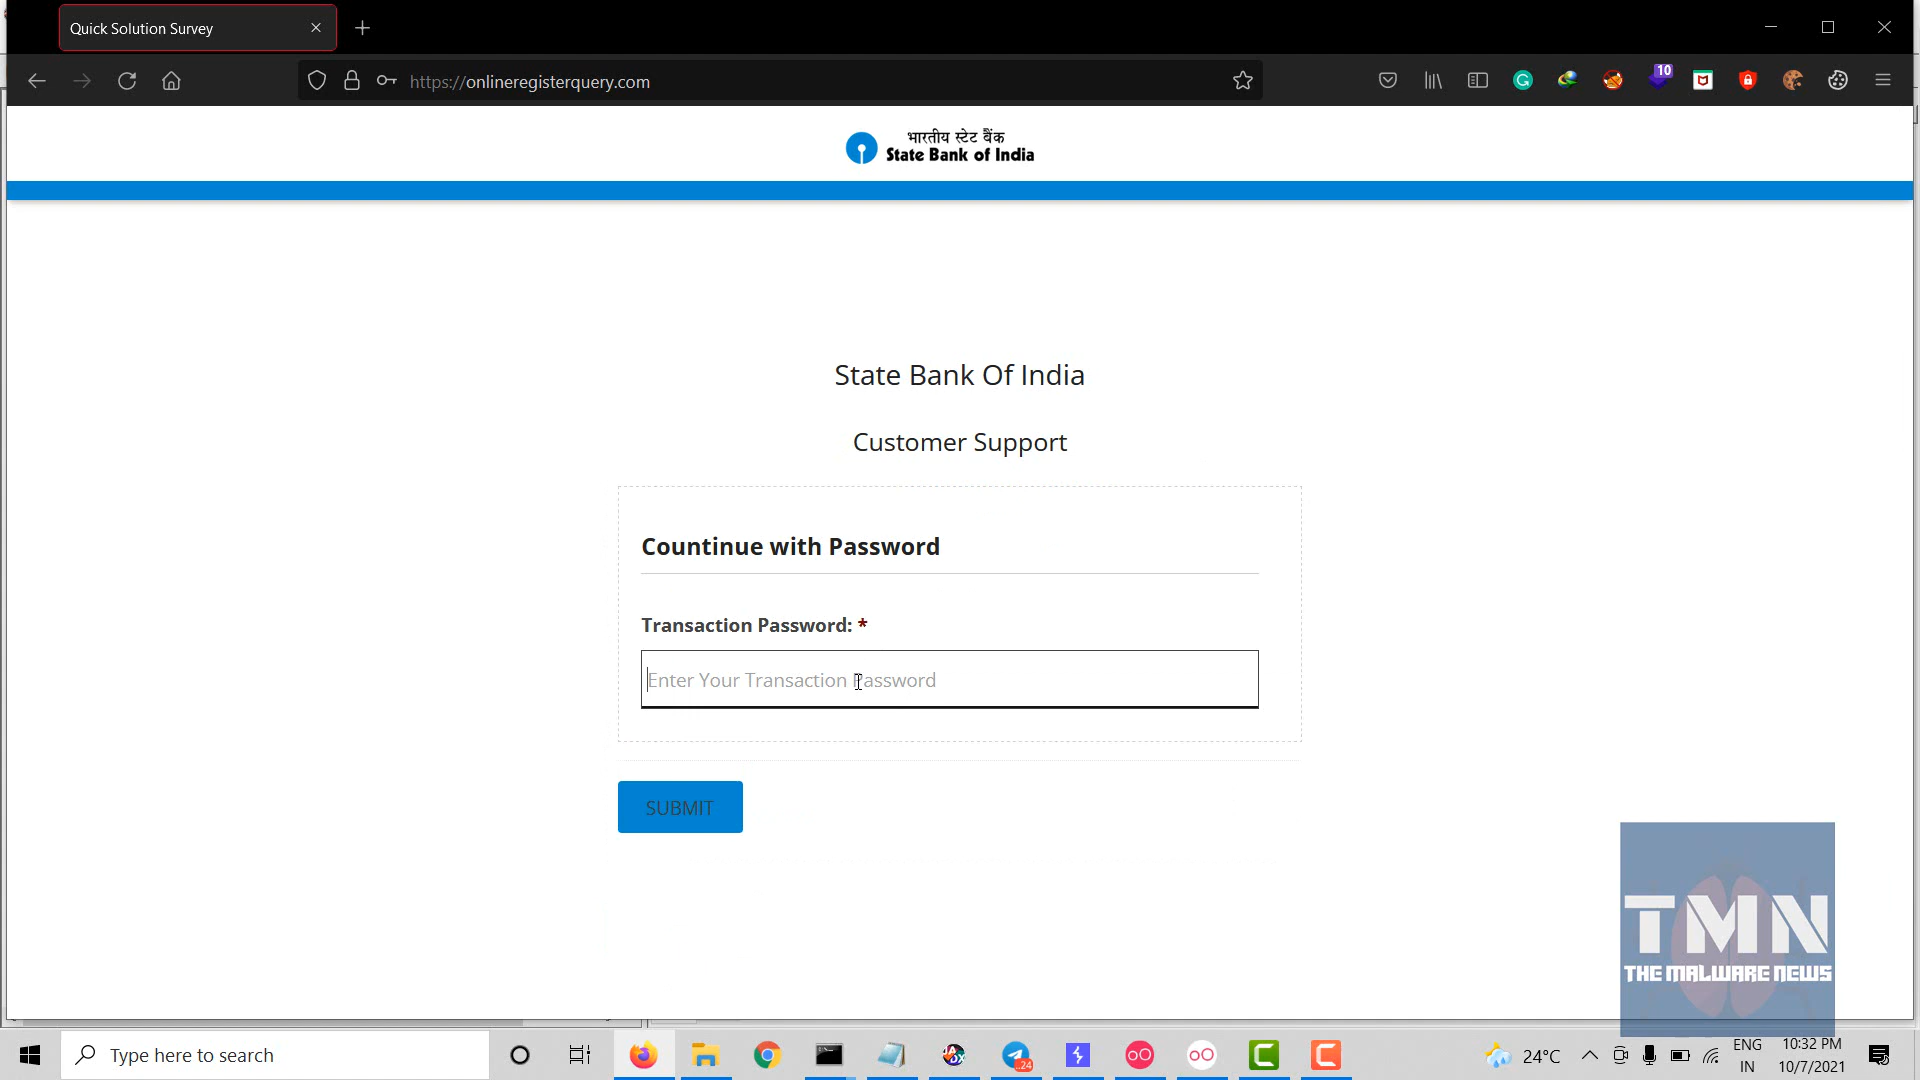 Quick Solution Survey
https://onlineregisterquery.com
10
भारतीय स्टेट बैंक
State Bank of India
State Bank Of India
Customer Support
Countinue with Password
Transaction Password: *
Enter Your Transaction Password
SUBMIT
TMN
THE MALWARE NEWS
Type here to search
24
24°C
ENG
IN
10:32 PM
10/7/2021